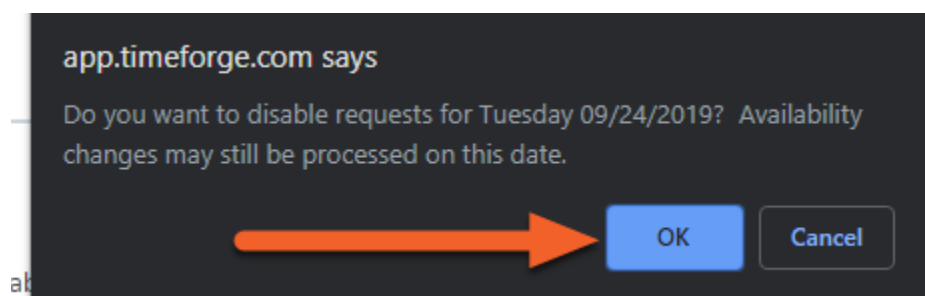 app.timeforge.com says
Do you want to disable requests for Tuesday 09/24/2019?  Availability
changes may still be processed on this date.
OK
Cancel